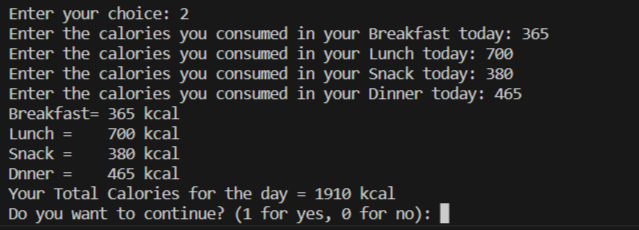 Enter your choice: 2
Enter the calories you consumed in your Breakfast today: 365
Enter the calories you consumed in your Lunch today: 700
Enter the calories you consumed in your Snack today: 380
Enter the calories you consumed in your Dinner today: 465
Breakfast= 365 kcal
Lunch =    700 kcal
Snack =    380 kcal
Dnner =    465 kcal
Your Total Calories for the day = 1910 kcal
Do you want to continue? (1 for yes, 0 for no):